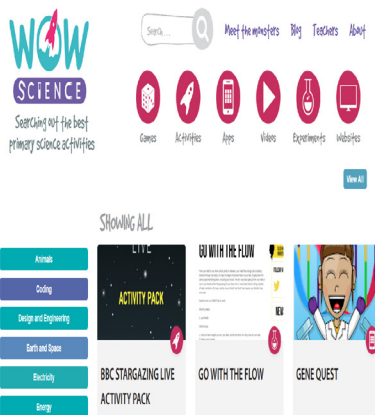 WOW
SCIENCE
Searching out the best
primary science activities
Search ...
Meet the monsters Blog Teachers About
Games Activities Apps Videos Experiments Websites
View All
SHOWING ALL
Animals
Coding
Design and Engineering
Earth and Space
Electricity
Energy
LIVE
ACTIVITY PACK
BBC STARGAZING LIVE
ACTIVITY PACK
GO WITH THE FLOW
GO WITH THE FLOW
GENE QUEST